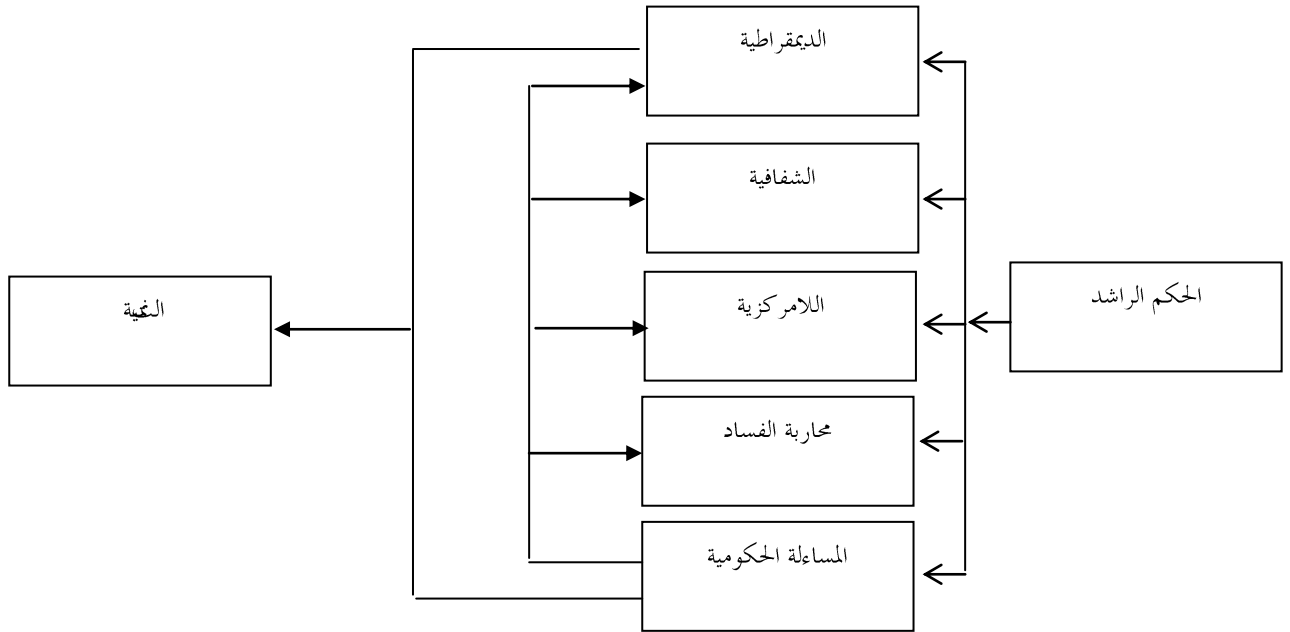 الديمقراطية
الشفافية
الحكم الراشد
اللامركزية
التنمية
محاربة الفساد
المساءلة الحكومية